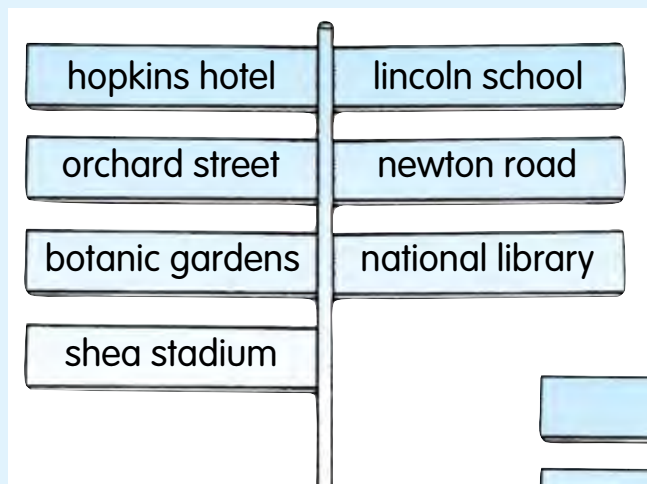 hopkins hotel
lincoln school
orchard street
newton road
botanic gardens
national library
shea stadium